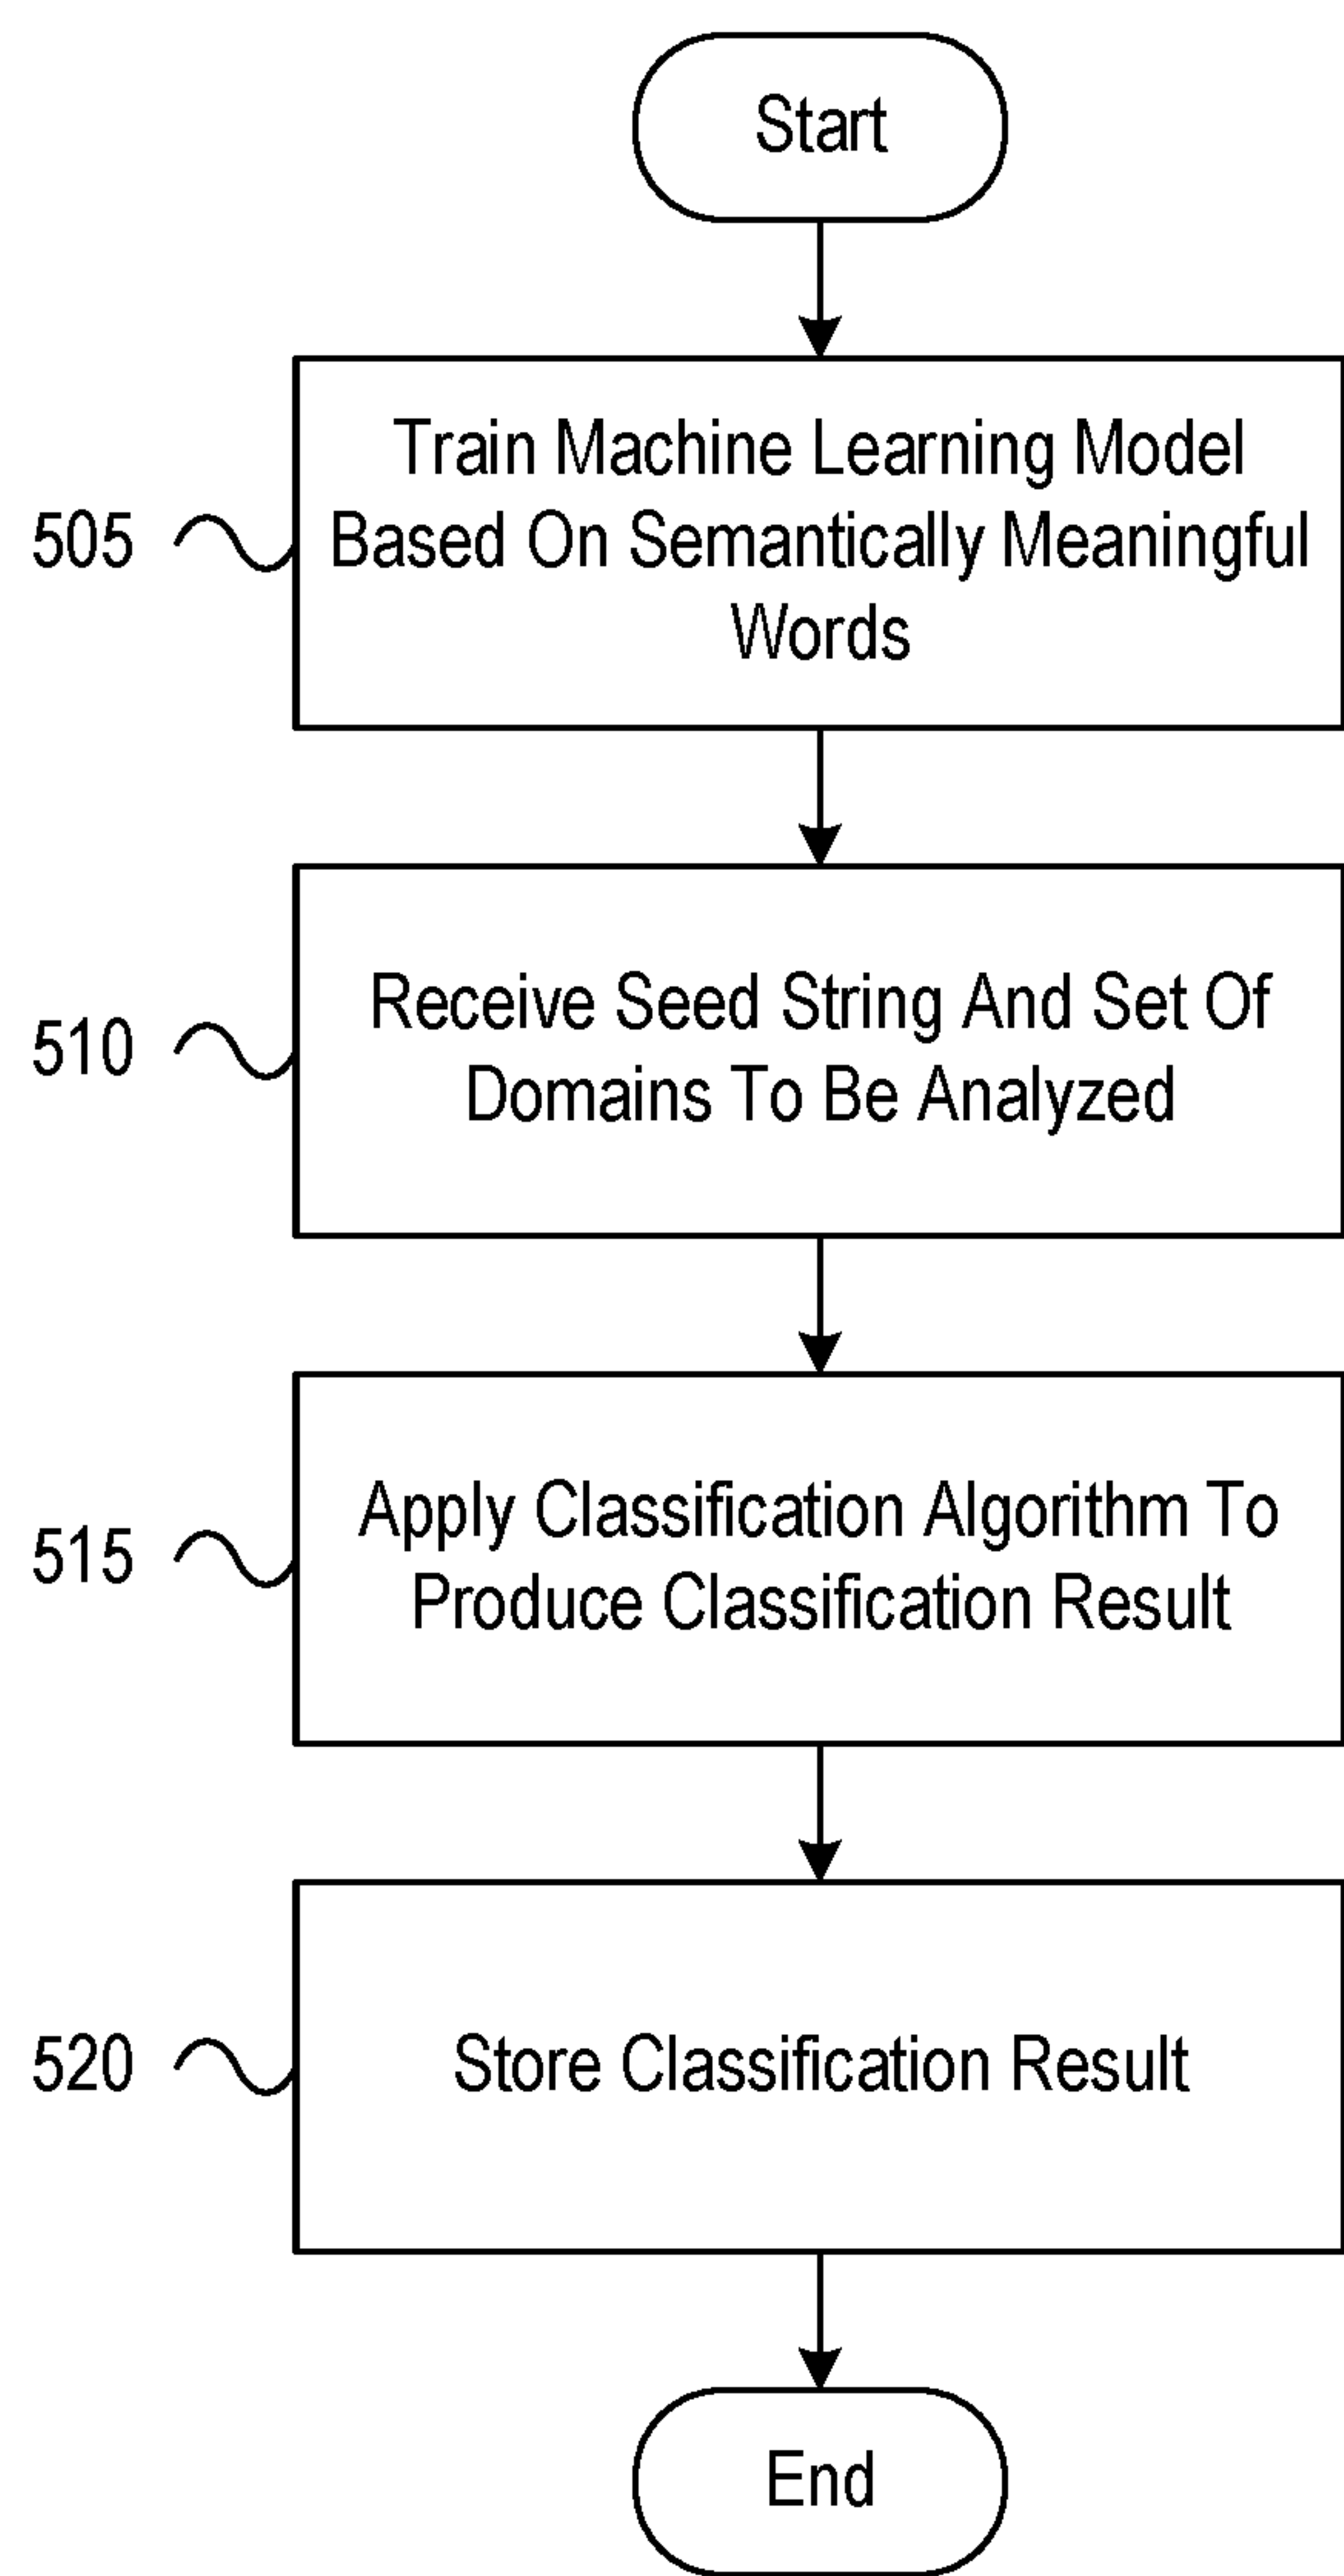 Start
Train Machine Learning Model
Based On Semantically Meaningful
Words
505
Receive Seed String And Set Of
Domains To Be Analyzed
510
Apply Classification Algorithm To
Produce Classification Result
515
Store Classification Result
520
End